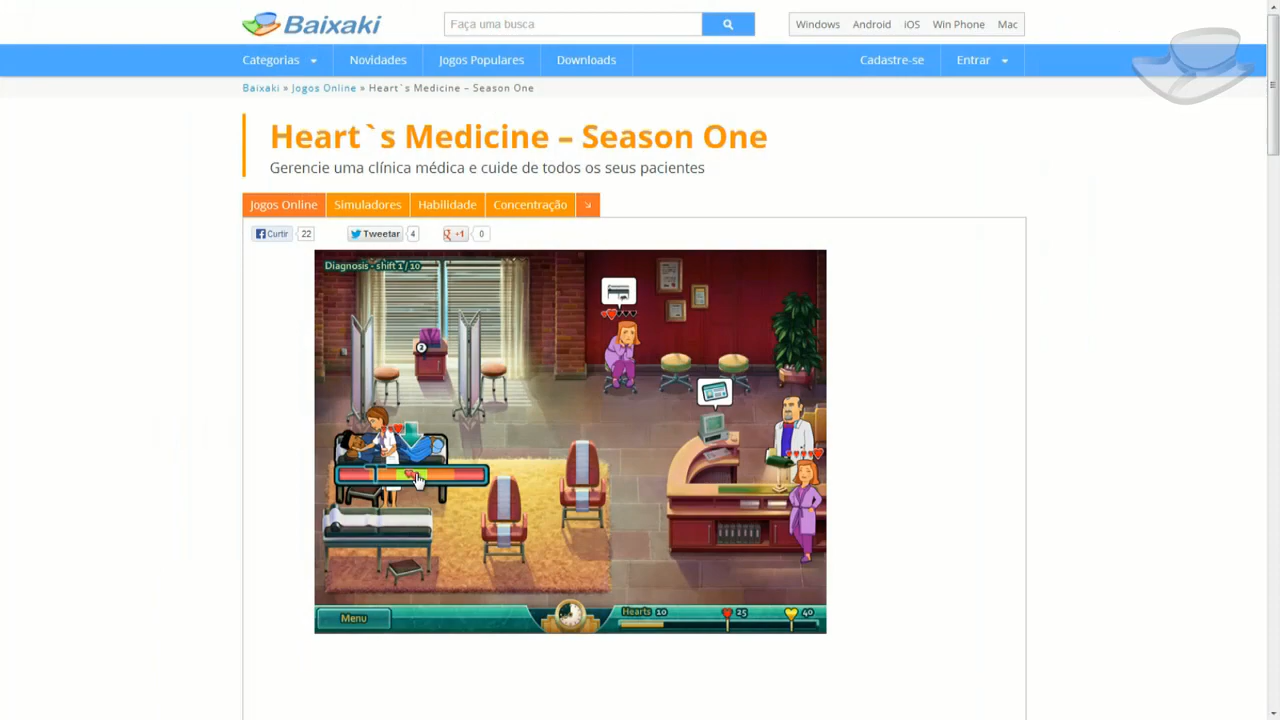 Baixaki
Faça uma busca
Windows Android iOS Win Phone Mac
Categorias Novidades Jogos Populares Downloads Cadastre-se Entrar
Baixaki » Jogos Online » Heart´s Medicine – Season One
Heart`s Medicine – Season One
Gerencie uma clínica médica e cuide de todos os seus pacientes
Jogos Online Simuladores Habilidade Concentração
Curtir 22 Tweetar 4 +1 0
Diagnosis - shift 1 / 10
2
Menu Hearts 10 25 40